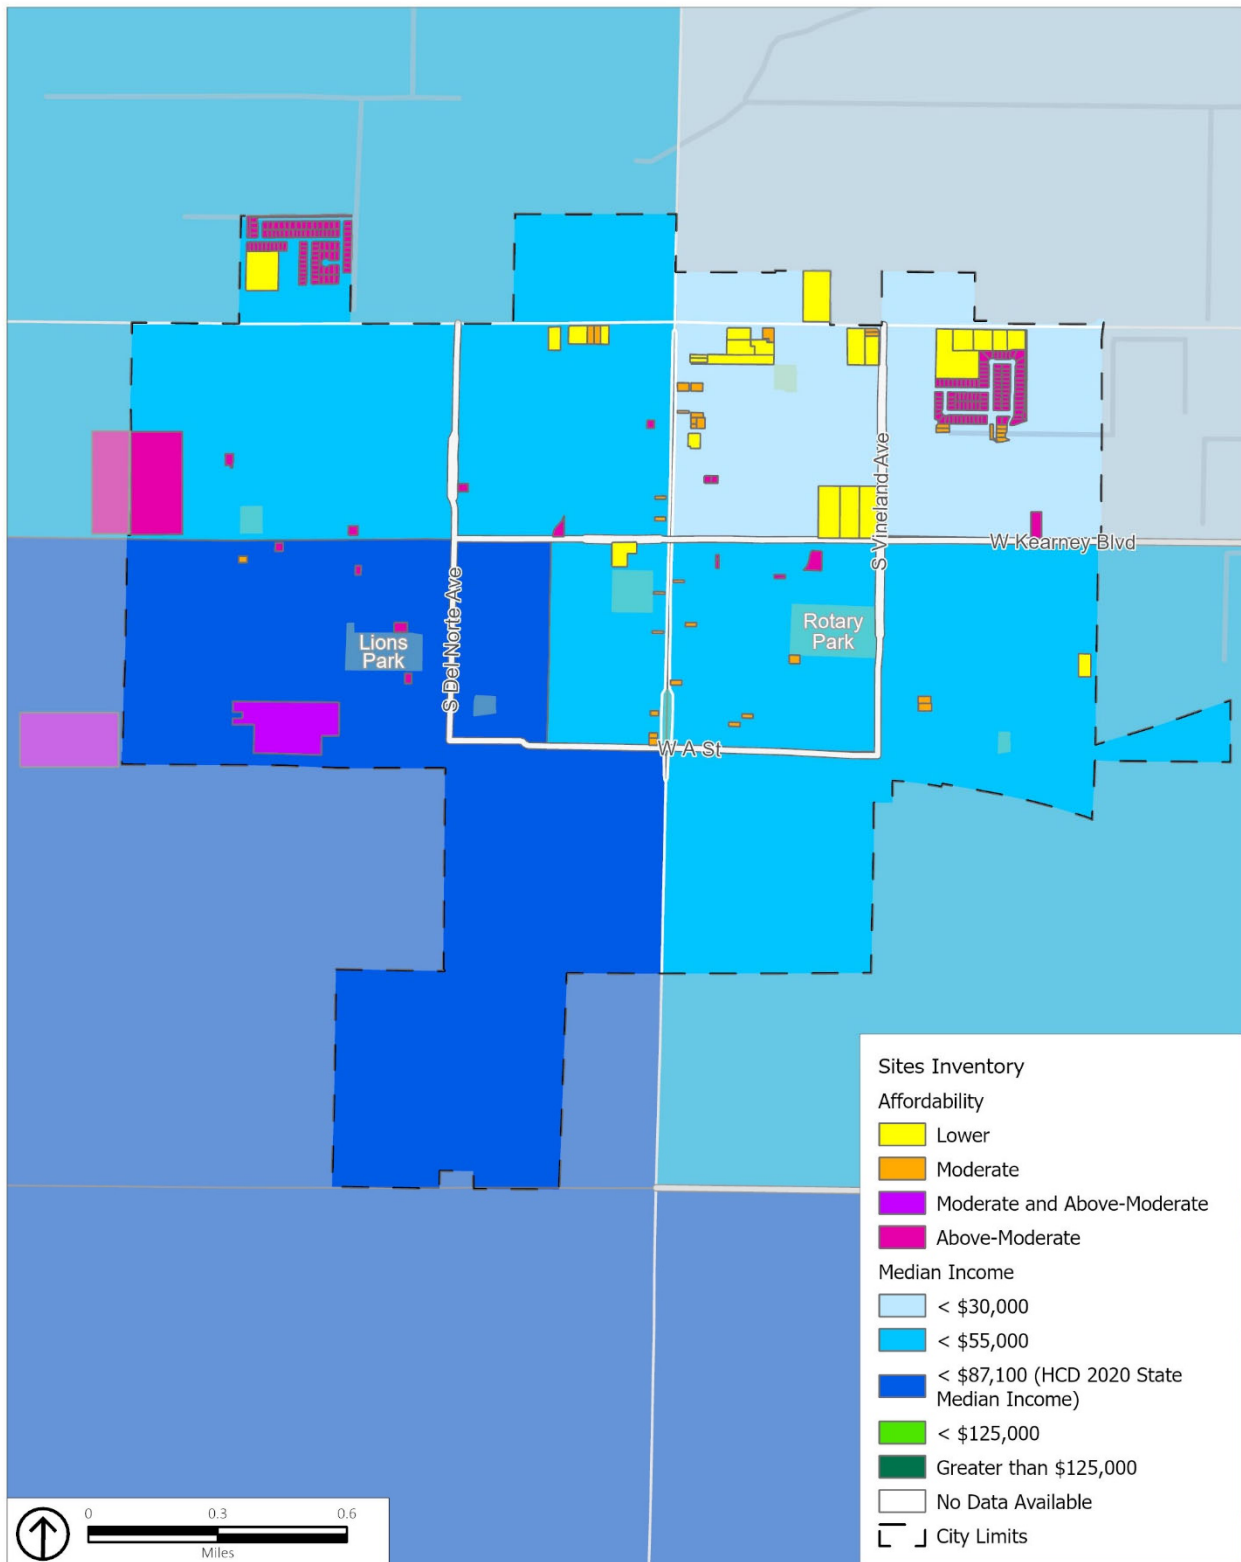 W Kearney Blvd
S Vineland Ave
S Del Norte Ave
Lions
Park
Rotary
Park
W A St
Sites Inventory
Affordability
Lower
Moderate
Moderate and Above-Moderate
Above-Moderate
Median Income
< $30,000
< $55,000
< $87,100 (HCD 2020 State
Median Income)
< $125,000
Greater than $125,000
No Data Available
City Limits
0 0.3 0.6
Miles